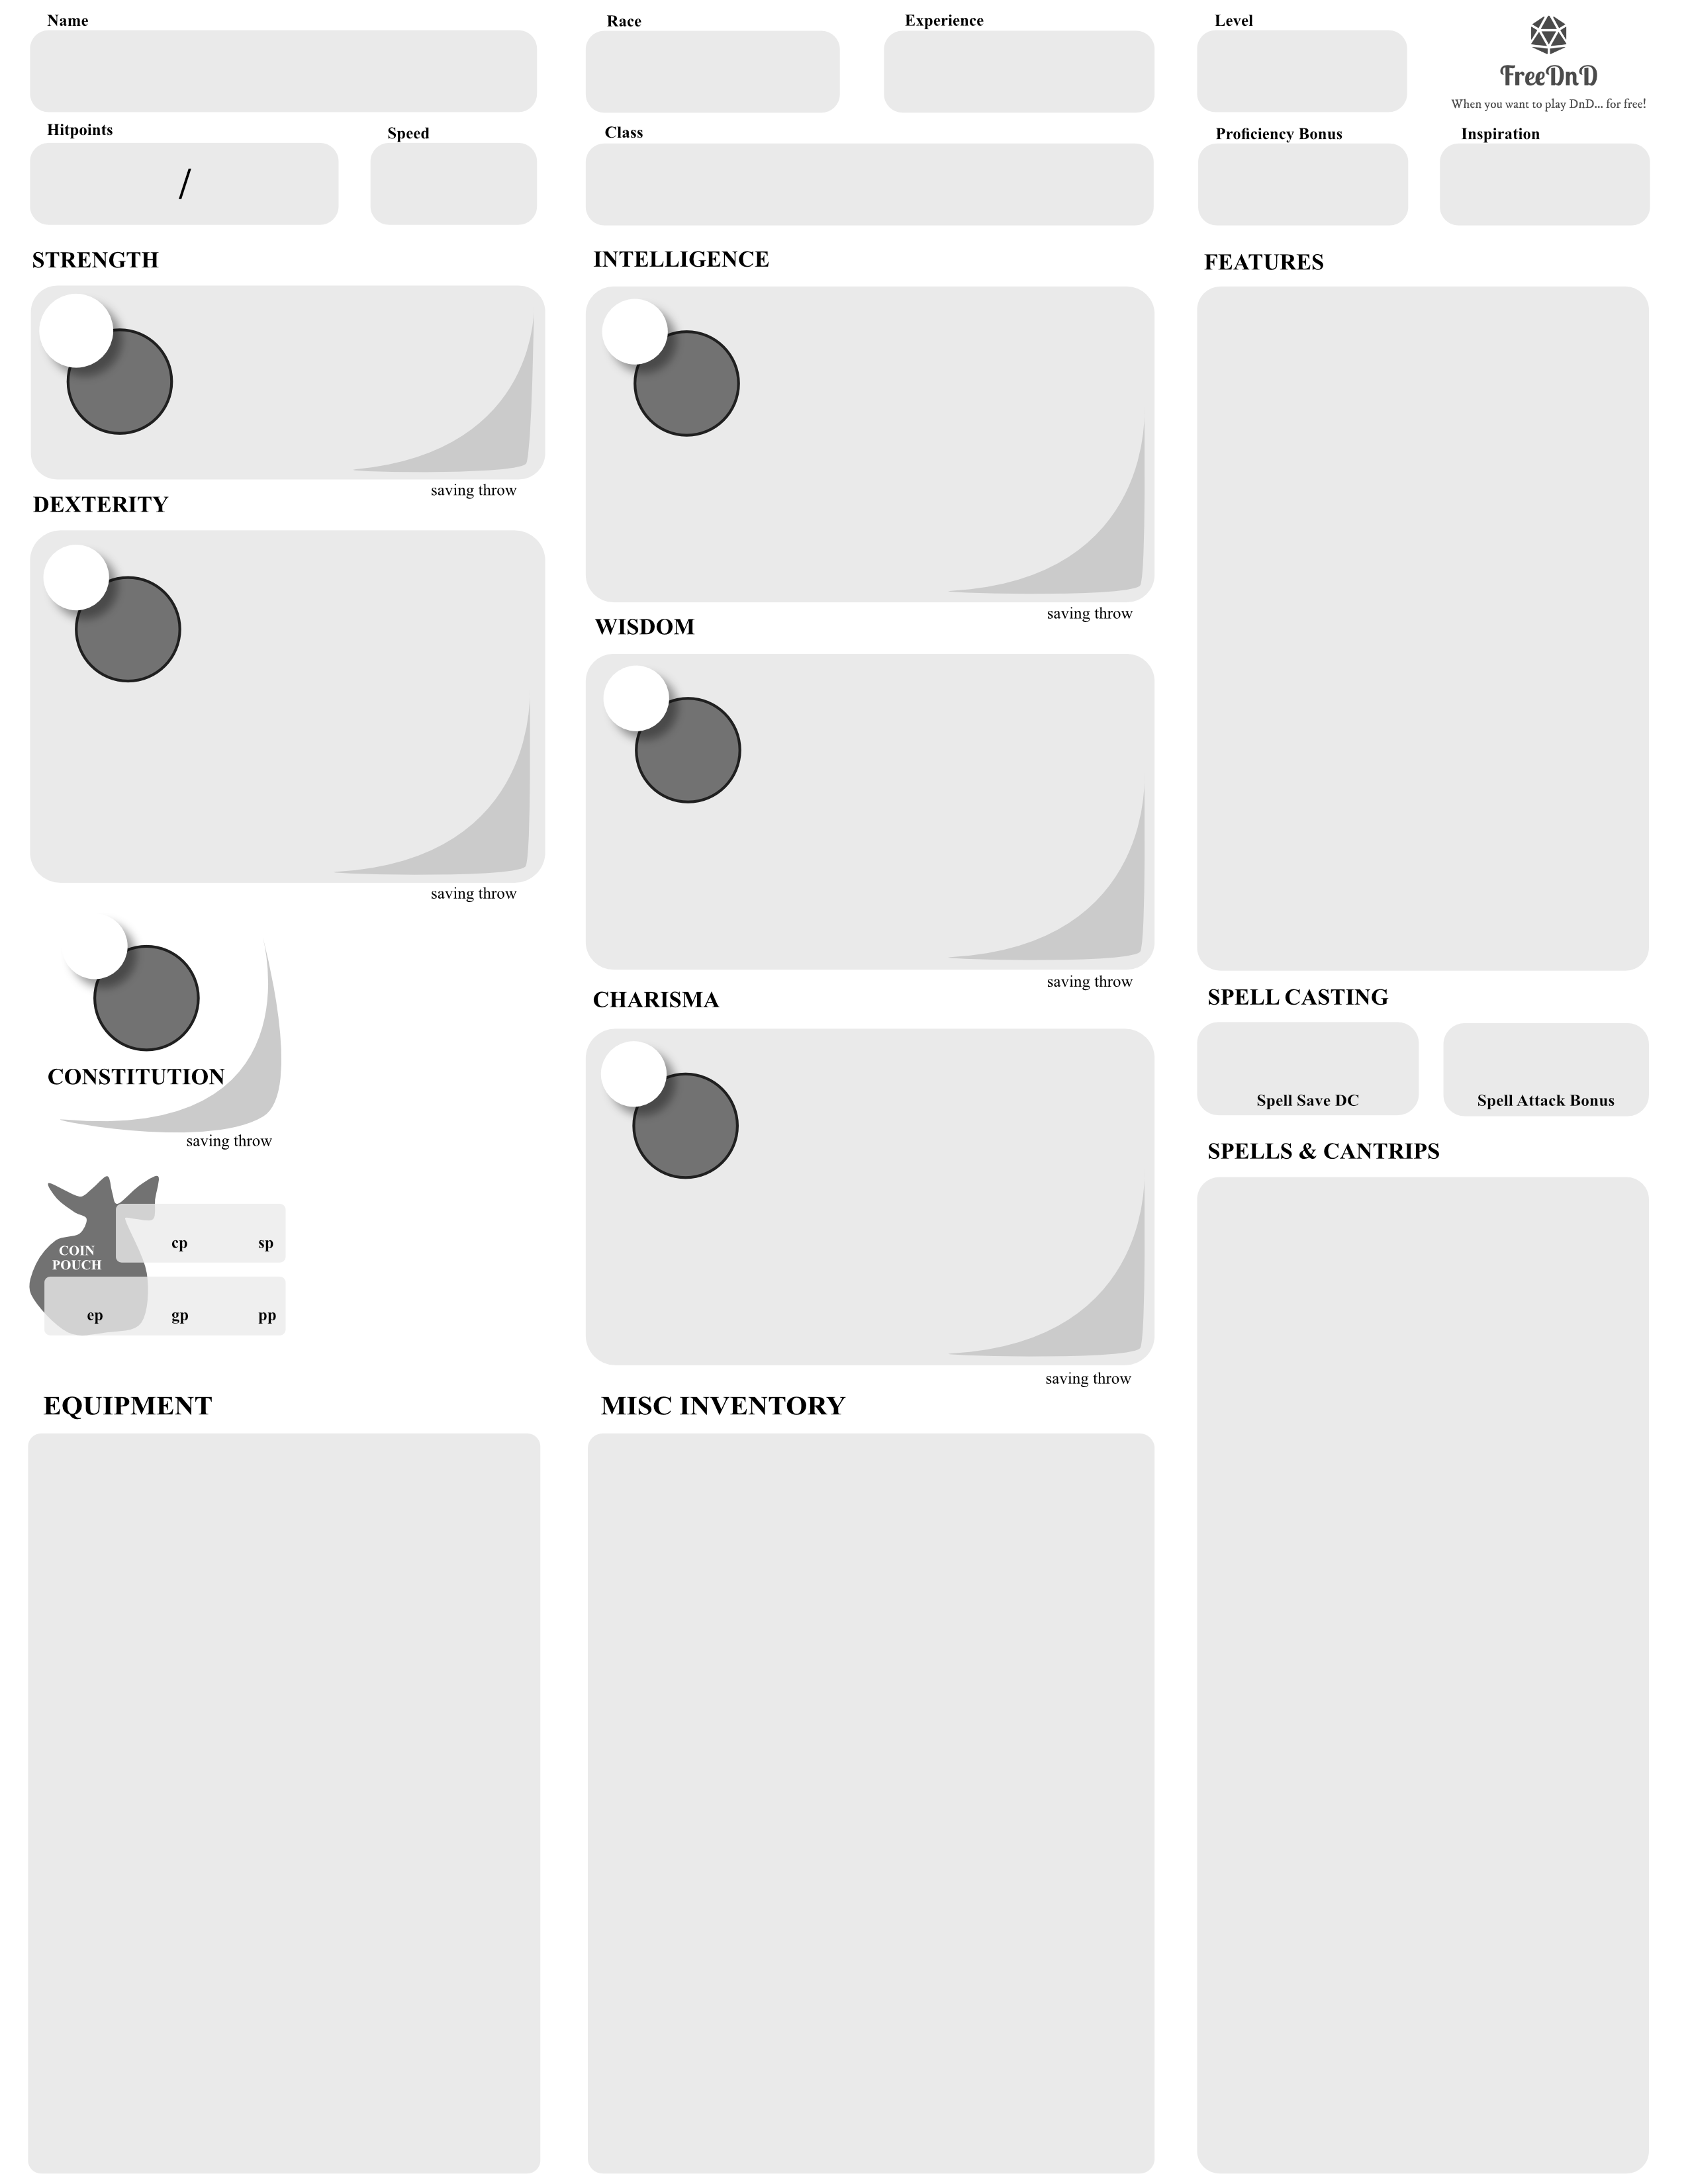 Name
Race
Experience
Level
FreeDnD
When you want to play DnD... for free!
Hitpoints
Speed
Class
Proficiency Bonus
Inspiration
/
STRENGTH
saving throw
DEXTERITY
saving throw
CONSTITUTION
saving throw
COIN
POUCH
cp sp
ep gp pp
INTELLIGENCE
saving throw
WISDOM
saving throw
CHARISMA
saving throw
FEATURES
SPELL CASTING
Spell Save DC
Spell Attack Bonus
SPELLS & CANTRIPS
EQUIPMENT
MISC INVENTORY